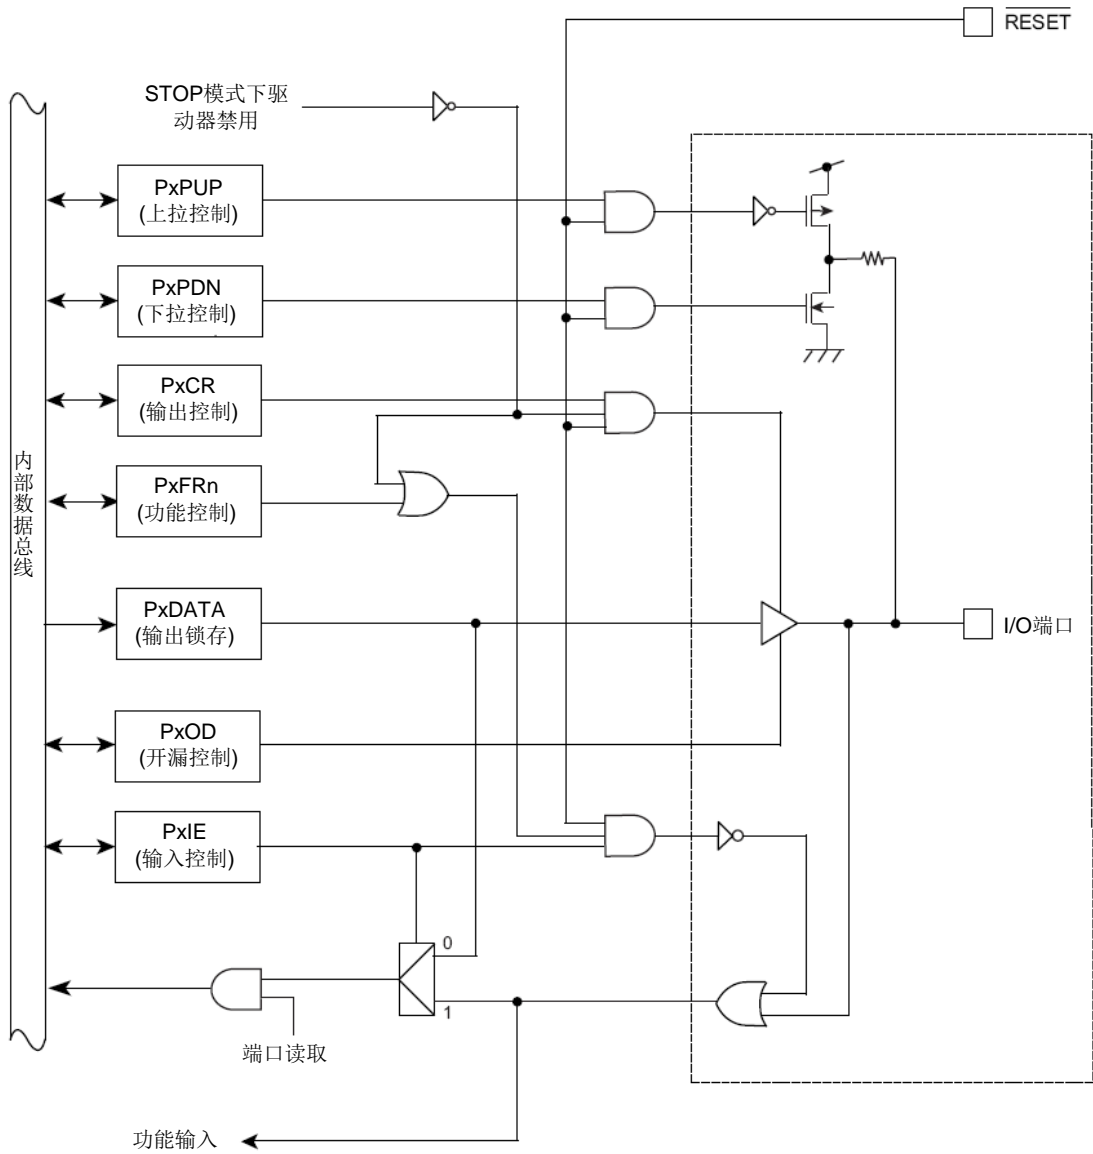 RESET
STOP模式下驱
动器禁用
PxPUP
(上拉控制)
PxPDN
(下拉控制)
PxCR
(输出控制)
内部数据总线
PxFRn
(功能控制)
PxDATA
(输出锁存)
I/O端口
PxOD
(开漏控制)
PxIE
(输入控制)
0
1
端口读取
功能输入